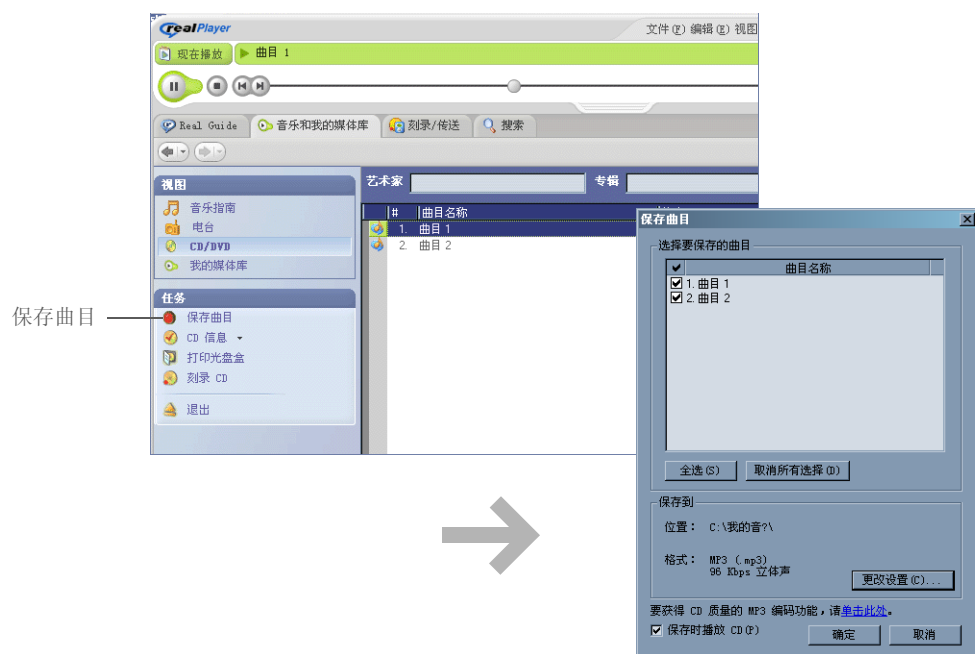 realPlayer
文件(F) 编辑(E) 视图
现在播放
曲目 1
Real Guide
音乐和我的媒体库
刻录/传送
搜索
视图
音乐指南
电台
CD/DVD
我的媒体库
任务
保存曲目
保存曲目
CD 信息
打印光盘盒
刻录 CD
退出
艺术家
专辑
# 曲目名称
1. 曲目 1
2. 曲目 2
保存曲目
选择要保存的曲目
曲目名称
1. 曲目 1
2. 曲目 2
全选(S)
取消所有选择(D)
保存到
位置： C:\我的音?\
格式： MP3 (.mp3)
96 Kbps 立体声
更改设置(C)...
要获得 CD 质量的 MP3 编码功能，请单击此处。
保存时播放 CD(P)
确定
取消